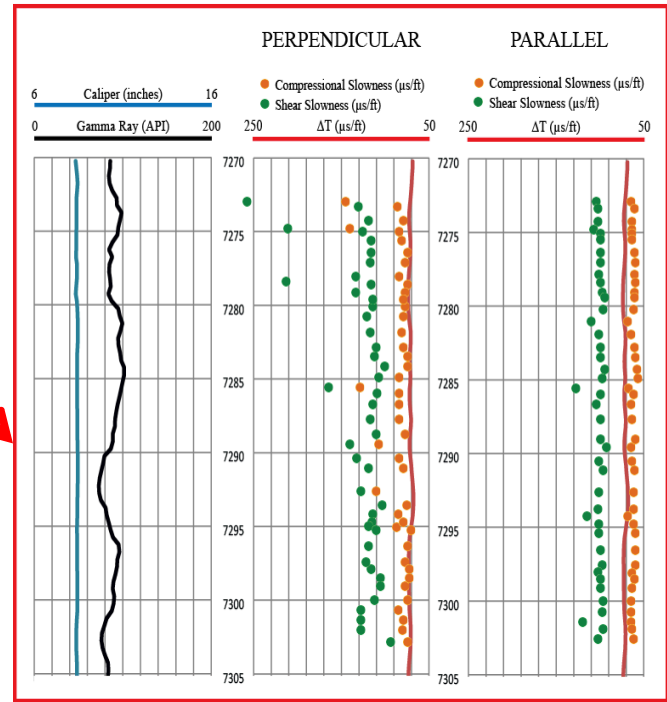 PERPENDICULAR
PARALLEL
Compressional Slowness (µs/ft)
Shear Slowness (µs/ft)
Compressional Slowness (µs/ft)
Shear Slowness (µs/ft)
6 Caliper (inches) 16
0 Gamma Ray (API) 200
250 ΔT (µs/ft) 50
250 ΔT (µs/ft) 50
7270
7275
7280
7285
7290
7295
7300
7305
7270
7275
7280
7285
7290
7295
7300
7305